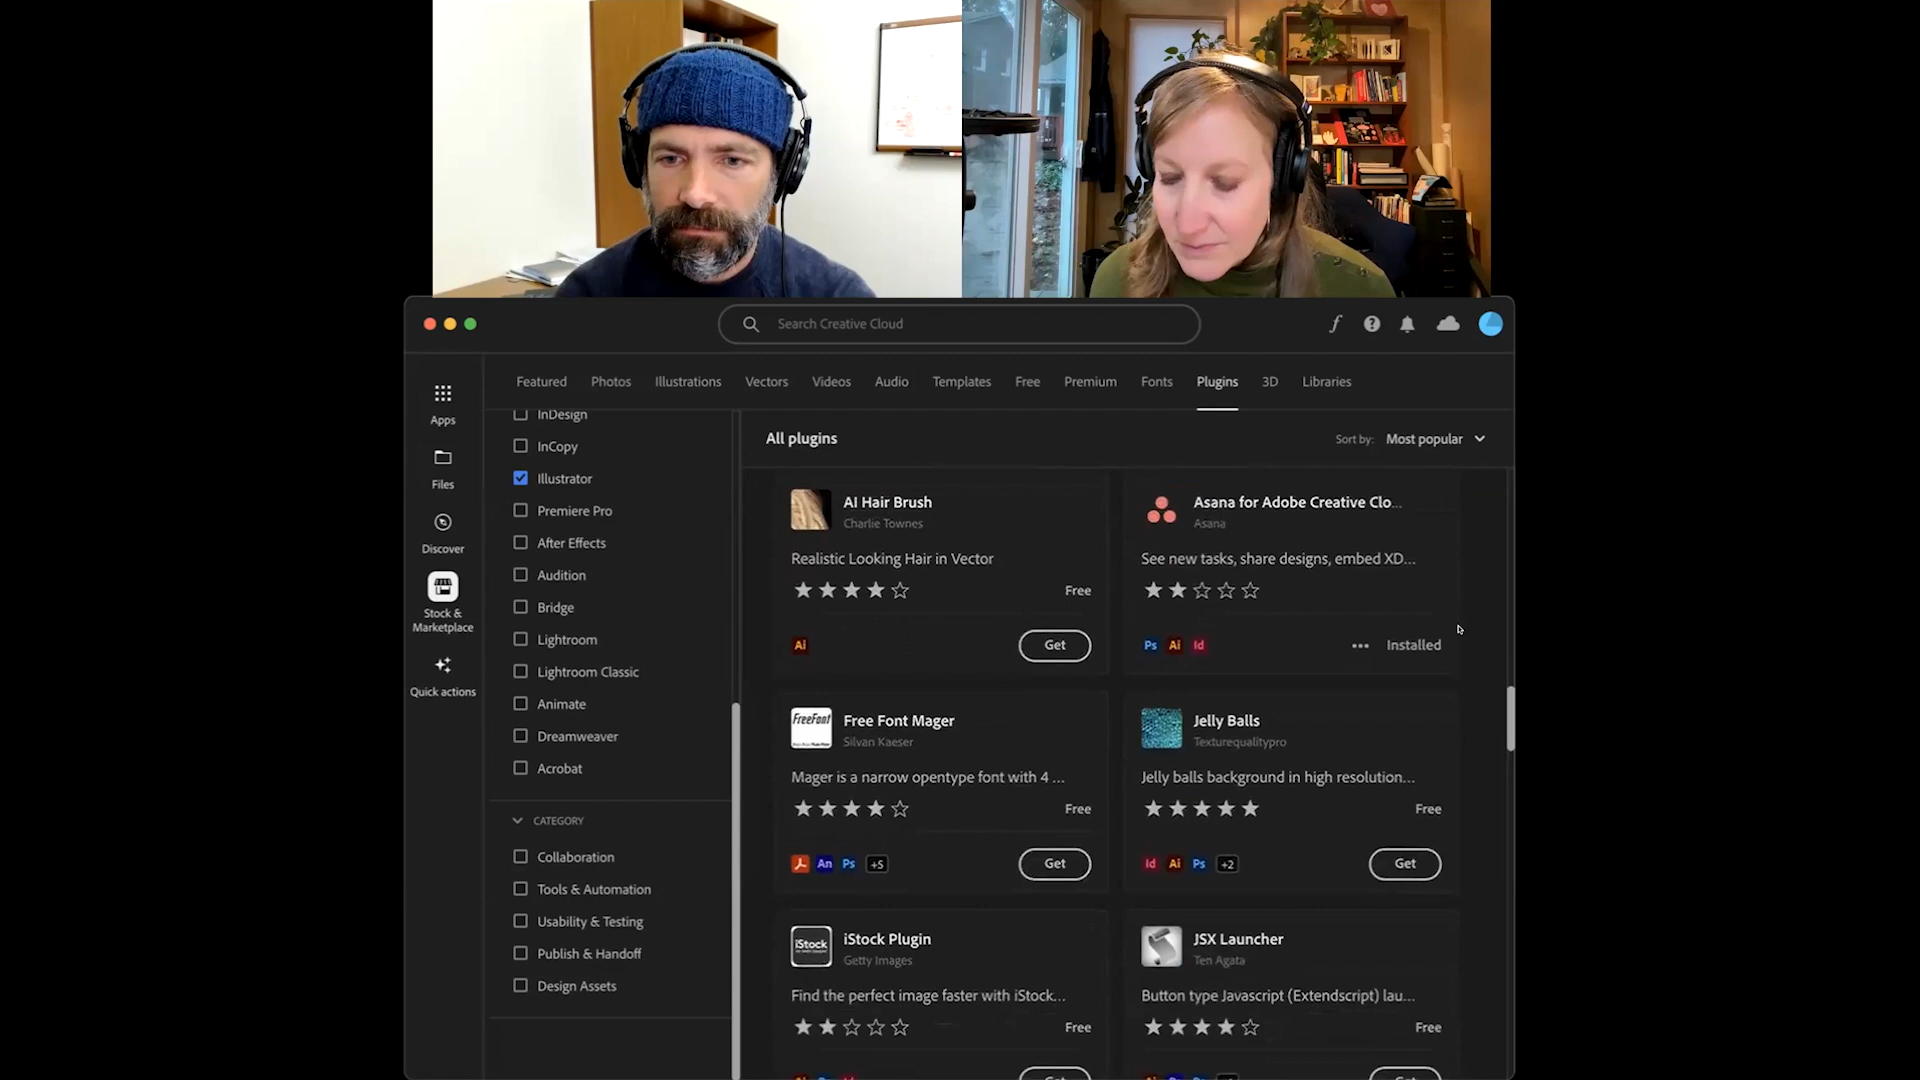 Search Creative Cloud
Featured Photos Illustrations Vectors Videos Audio Templates Free Premium Fonts Plugins 3D Libraries
Apps
Files
Discover
Stock &
Marketplace
Quick actions
InDesign
InCopy
Illustrator
Premiere Pro
After Effects
Audition
Bridge
Lightroom
Lightroom Classic
Animate
Dreamweaver
Acrobat
CATEGORY
Collaboration
Tools & Automation
Usability & Testing
Publish & Handoff
Design Assets
All plugins
Sort by: Most popular
AI Hair Brush
Charlie Townes
Realistic Looking Hair in Vector
Free
Ai
Get
Asana for Adobe Creative Clo...
Asana
See new tasks, share designs, embed XD...
Ps Ai Id
Installed
FreeFont
Free Font Mager
Silvan Kaeser
Mager is a narrow opentype font with 4 ...
Free
An Ps +5
Get
Jelly Balls
Texturequalitypro
Jelly balls background in high resolution...
Free
Id Ai Ps +2
Get
iStock
iStock Plugin
Getty Images
Find the perfect image faster with iStock...
Free
JSX Launcher
Ten Agata
Button type Javascript (Extendscript) lau...
Free